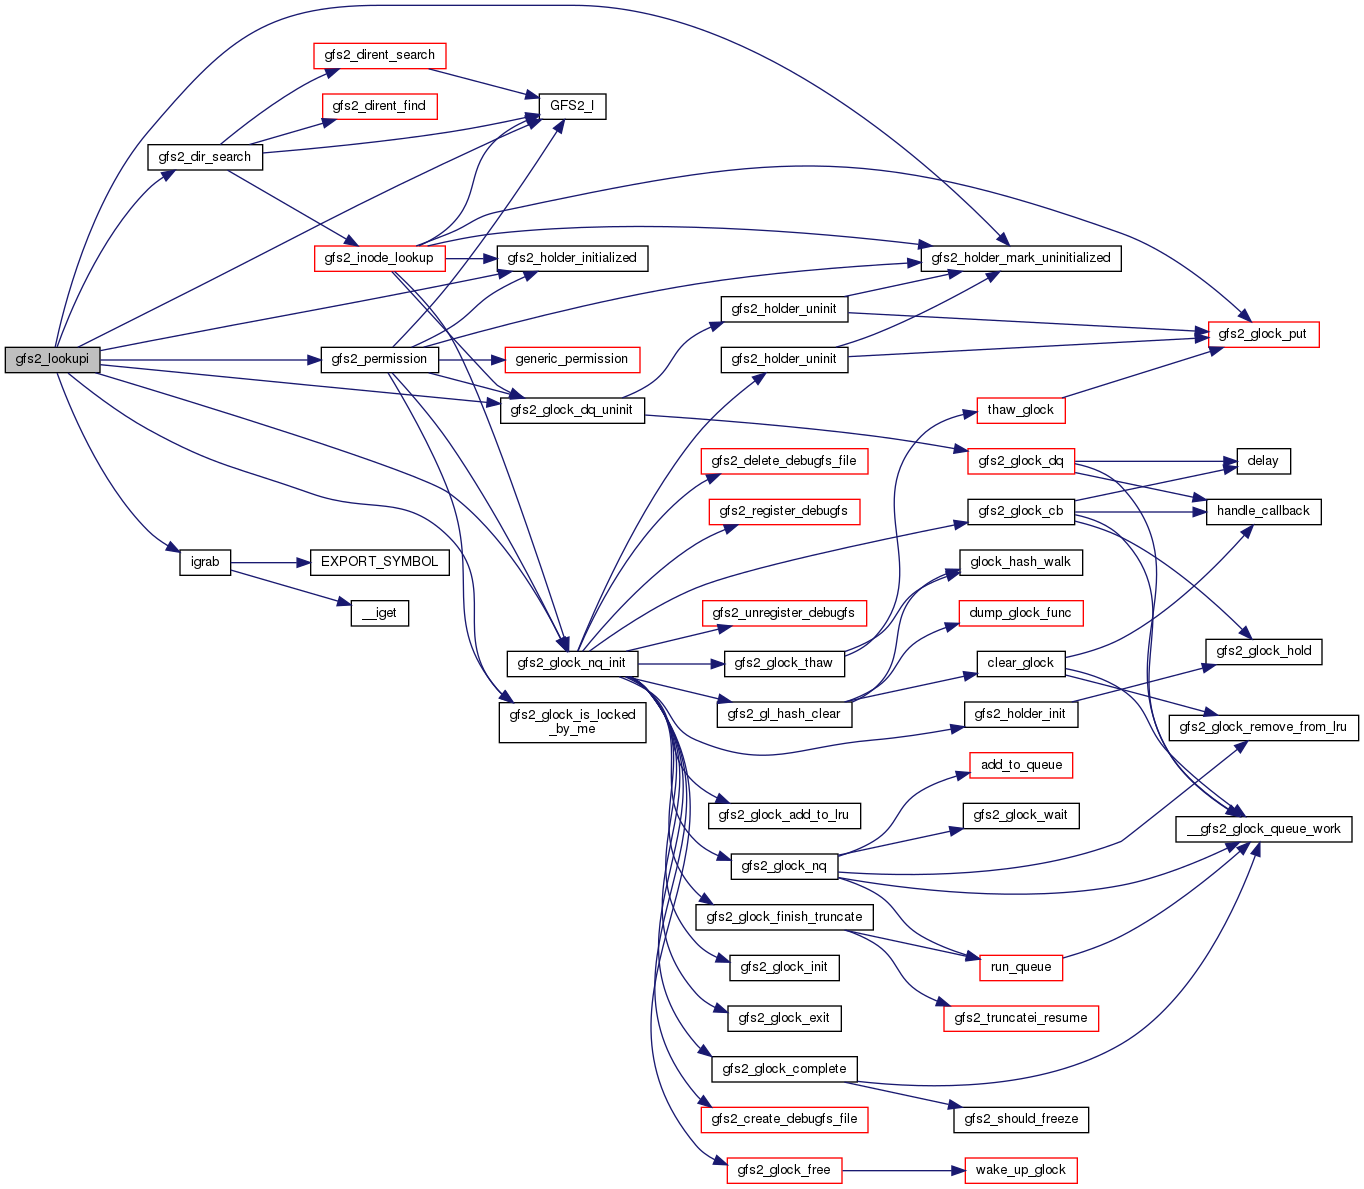 gfs2_dirent_search
gfs2_dirent_find
GFS2_I
gfs2_dir_search
gfs2_inode_lookup
gfs2_holder_initialized
gfs2_holder_mark_uninitialized
gfs2_holder_uninit
gfs2_glock_put
gfs2_lookupi
gfs2_permission
generic_permission
gfs2_holder_uninit
gfs2_glock_dq_uninit
thaw_glock
gfs2_delete_debugfs_file
gfs2_glock_dq
delay
gfs2_register_debugfs
gfs2_glock_cb
handle_callback
igrab
EXPORT_SYMBOL
glock_hash_walk
__iget
gfs2_unregister_debugfs
dump_glock_func
gfs2_glock_nq_init
gfs2_glock_thaw
clear_glock
gfs2_glock_hold
gfs2_glock_is_locked
_by_me
gfs2_gl_hash_clear
gfs2_holder_init
gfs2_glock_remove_from_lru
add_to_queue
gfs2_glock_add_to_lru
gfs2_glock_wait
__gfs2_glock_queue_work
gfs2_glock_nq
gfs2_glock_finish_truncate
gfs2_glock_init
run_queue
gfs2_glock_exit
gfs2_truncatei_resume
gfs2_glock_complete
gfs2_create_debugfs_file
gfs2_should_freeze
gfs2_glock_free
wake_up_glock